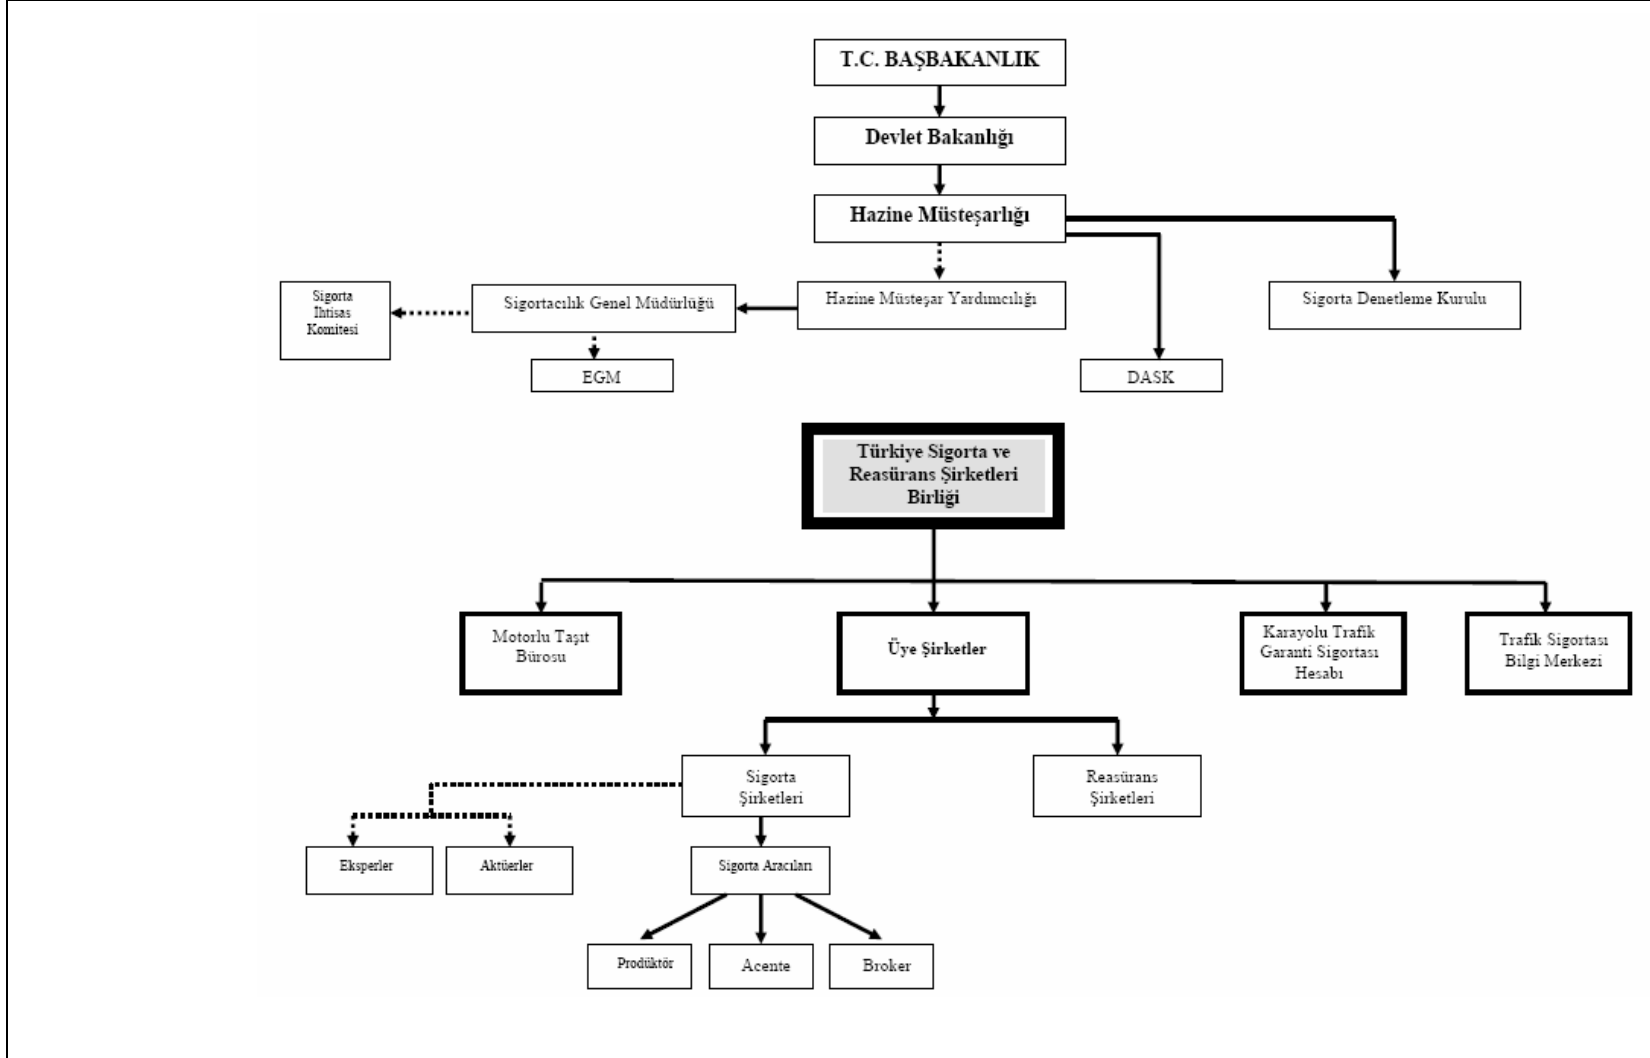 T.C. BAŞBAKANLIK
Devlet Bakanlığı
Hazine Müsteşarlığı
Sigorta
Ihtisas
Komitesi
Sigortacılık Genel Müdürlüğü
Hazine Müsteşar Yardımcılığı
Sigorta Denetleme Kurulu
EGM
DASK
Türkiye Sigorta ve
Reasürans Şirketleri
Birliği
Motorlu Taşıt
Bürosu
Üye Şirketler
Karayolu Trafik
Garanti Sigortası
Hesabı
Trafik Sigortası
Bilgi Merkezi
Sigorta
Şirketleri
Reasürans
Şirketleri
Eksperler
Aktüerler
Sigorta Aracıları
Prodüktör
Acente
Broker